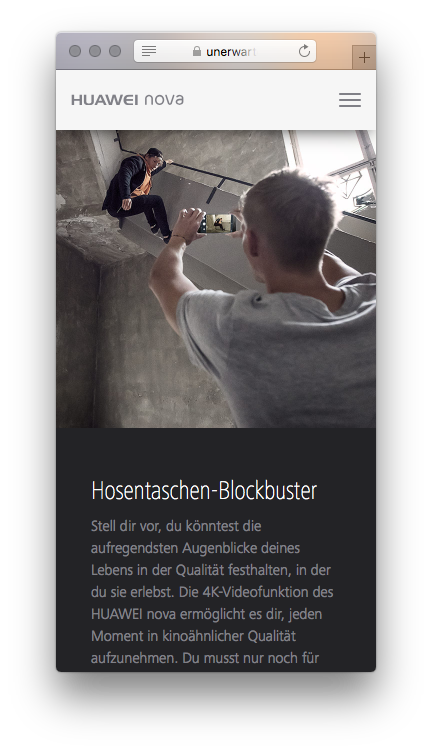 unerwart
HUAWEI nova
Hosentaschen-Blockbuster
Stell dir vor, du könntest die
aufregendsten Augenblicke deines
Lebens in der Qualität festhalten, in der
du sie erlebst. Die 4K-Videofunktion des
HUAWEI nova ermöglicht es dir, jeden
Moment in kinoähnlicher Qualität
aufzunehmen. Du musst nur noch für